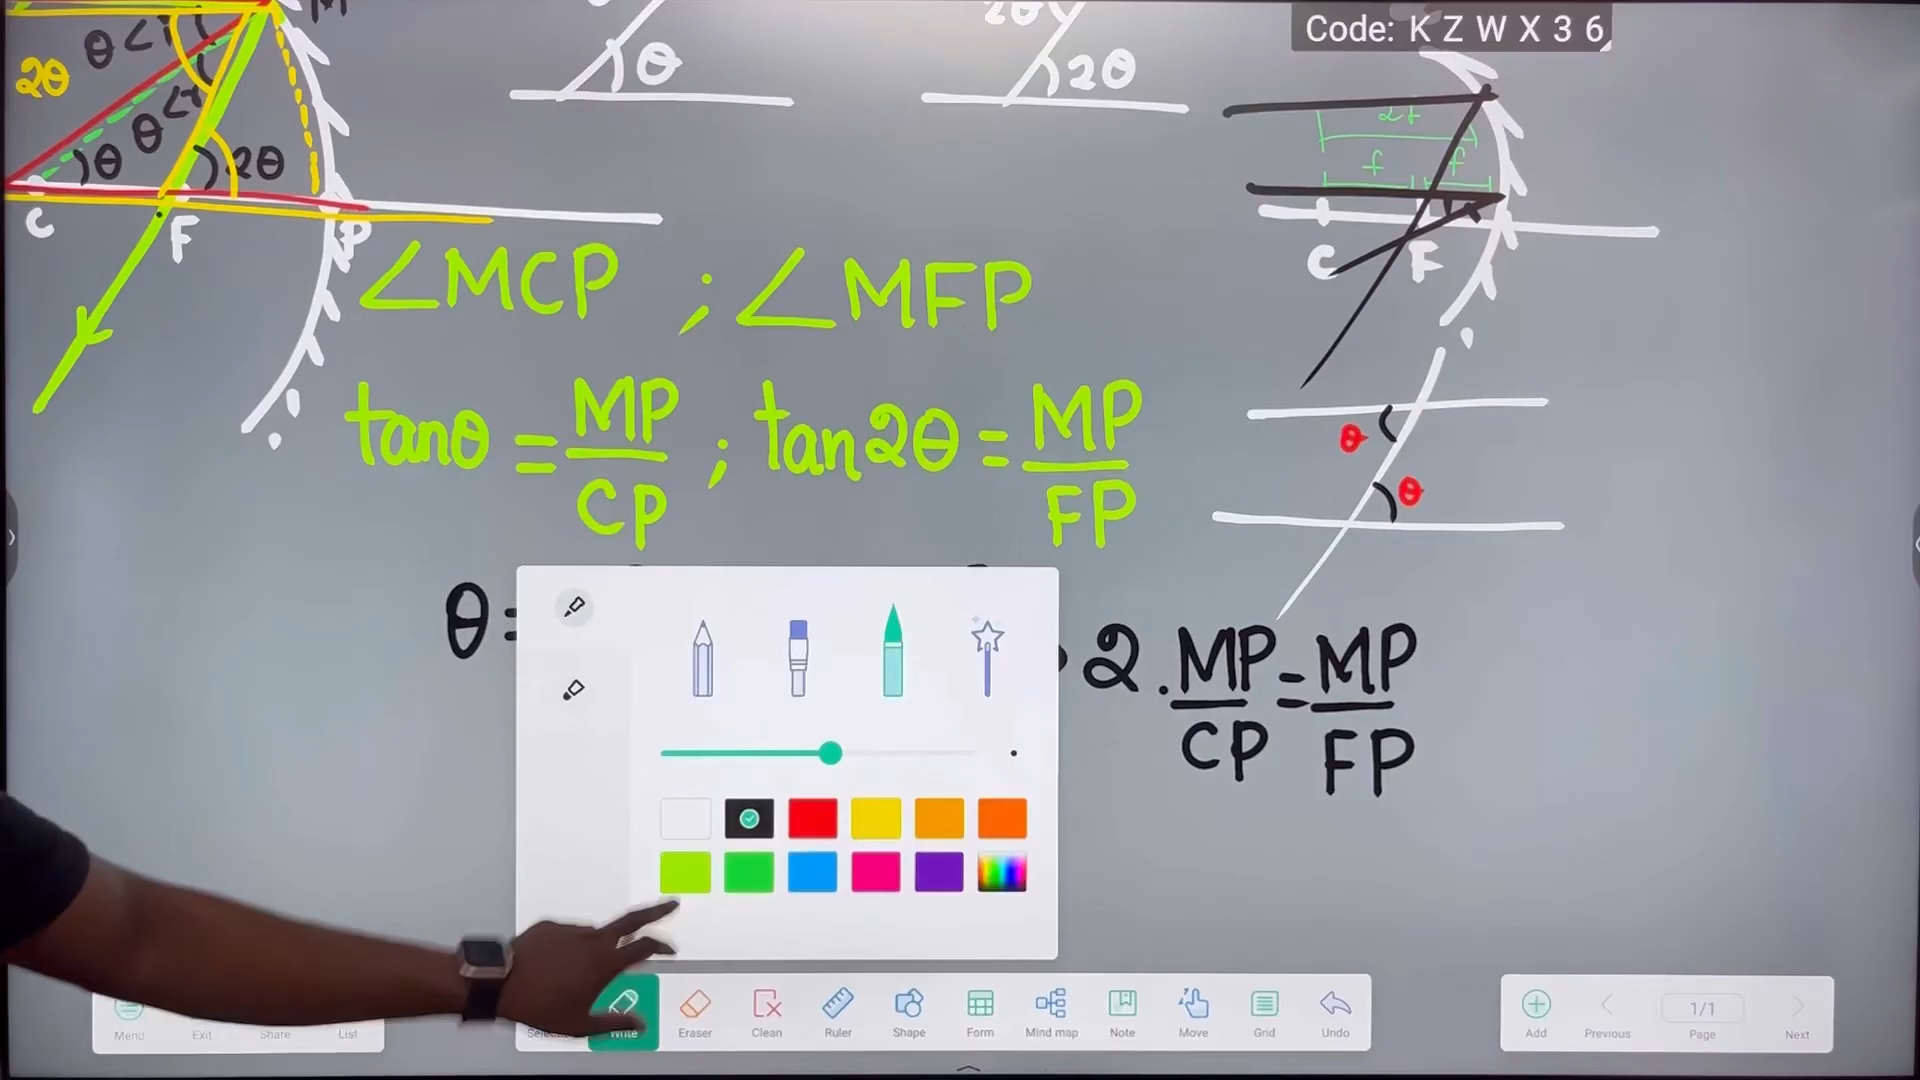 Code: K Z W X 3 6
θ < i
2θ
θ < r
θ
2θ
C
F
P
M
θ
2θ
2θ
2f
f
f
C
F
∠MCP ; ∠MFP
tanθ = MP/CP ; tan2θ = MP/FP
θ
θ
θ =
2 . MP/CP = MP/FP
Menu
Exit
Share
List
Select
Write
Eraser
Clean
Ruler
Shape
Form
Mind map
Note
Move
Grid
Undo
Add
Previous
1/1
Page
Next